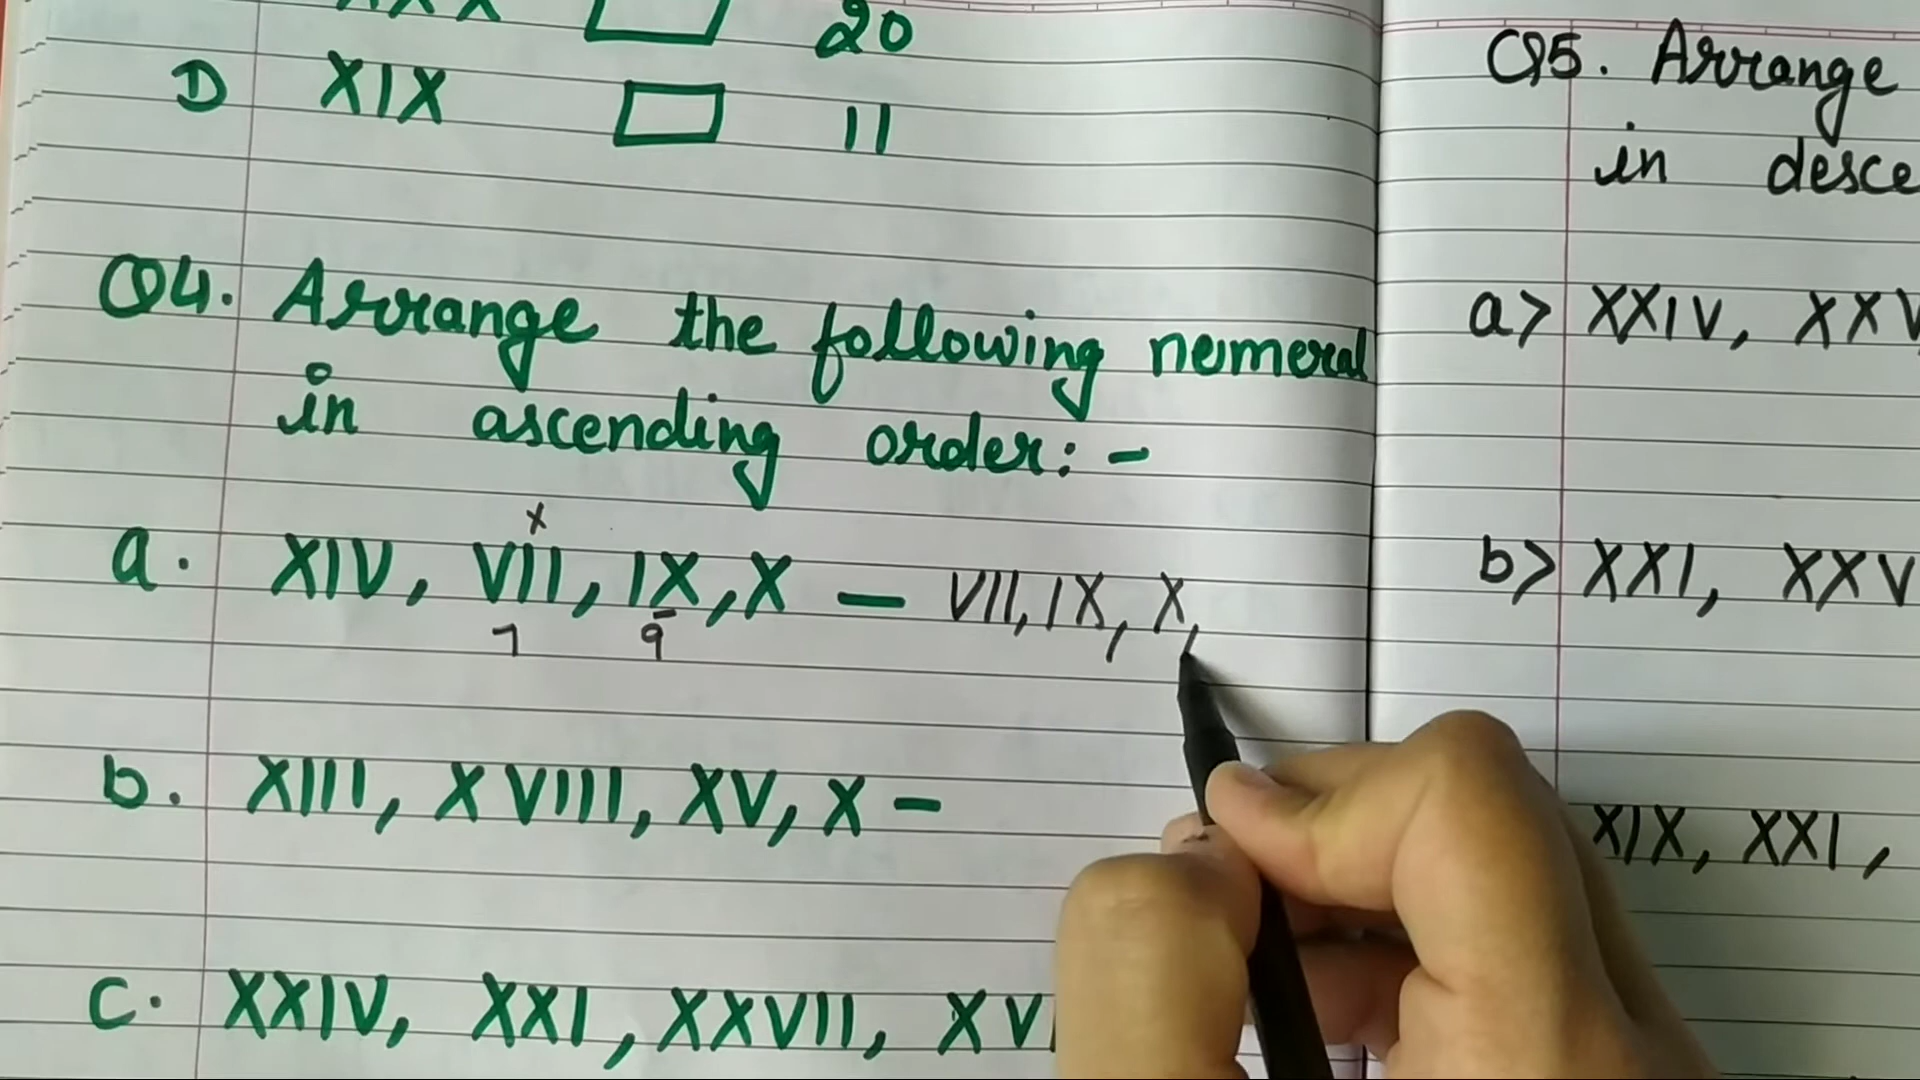 20
D XIX 11
Q4. Arrange the following nemeral
in ascending order:-
x
a. XIV, VII, IX, X — VII, IX, X,
7 9
b. XIII, XVIII, XV, X -
c. XXIV, XXI, XXVII,
Q5. Arrange
in desce
a> XXIV, XXV
b> XXI, XXV
XIX, XXI,